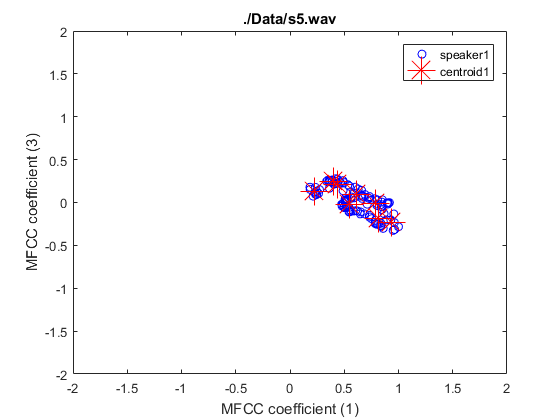 ./Data/s5.wav
speaker1
centroid1
MFCC coefficient (3)
2
1.5
1
0.5
0
-0.5
-1
-1.5
-2
-2 -1.5 -1 -0.5 0 0.5 1 1.5 2
MFCC coefficient (1)